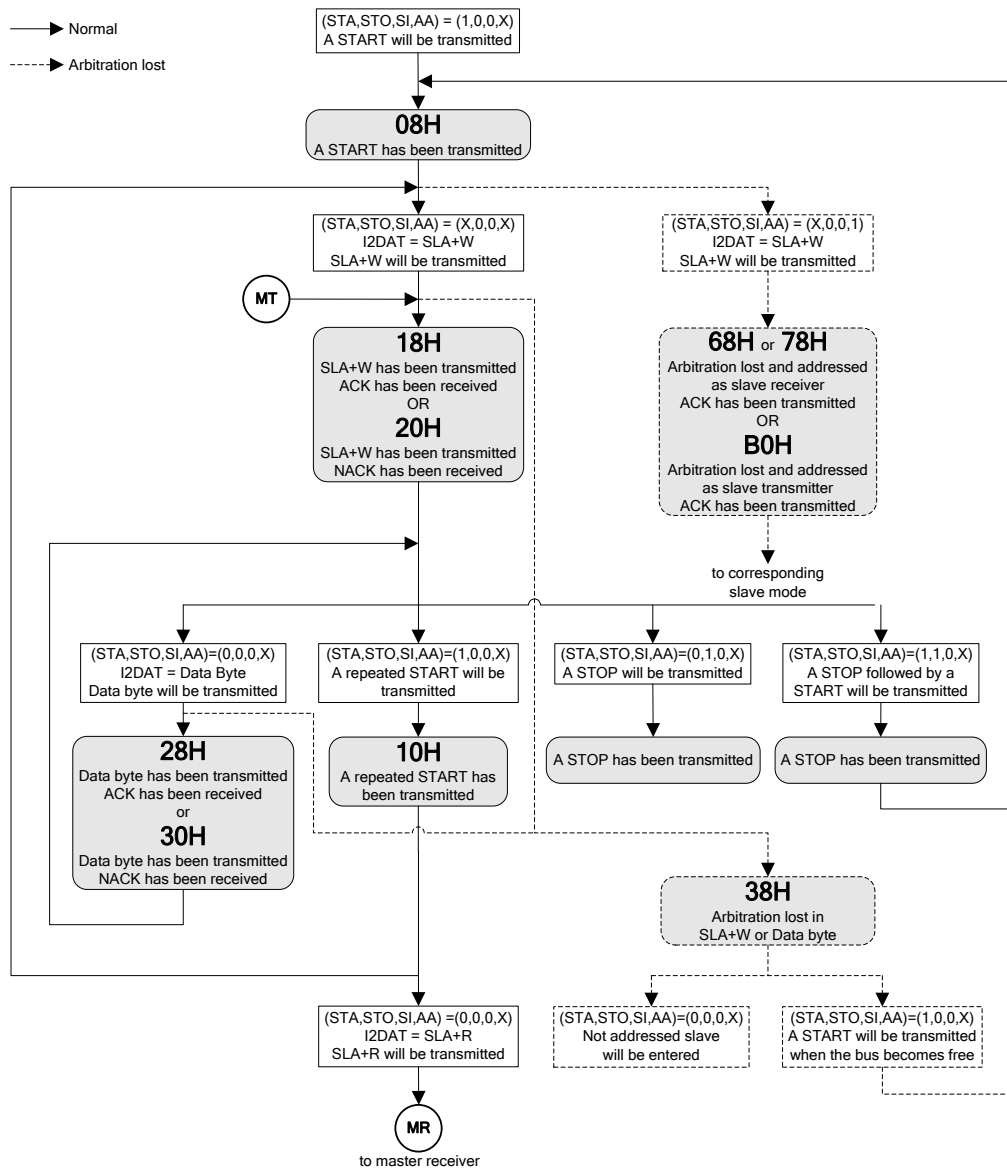 Normal
Arbitration lost
(STA,STO,SI,AA) = (1,0,0,X)
A START will be transmitted
08H
A START has been transmitted
(STA,STO,SI,AA) = (X,0,0,X)
I2DAT = SLA+W
SLA+W will be transmitted
(STA,STO,SI,AA) = (X,0,0,1)
I2DAT = SLA+W
SLA+W will be transmitted
MT
18H
SLA+W has been transmitted
ACK has been received
OR
20H
SLA+W has been transmitted
NACK has been received
68H or 78H
Arbitration lost and addressed
as slave receiver
ACK has been transmitted
OR
B0H
Arbitration lost and addressed
as slave transmitter
ACK has been transmitted
to corresponding
slave mode
(STA,STO,SI,AA)=(0,0,0,X)
I2DAT = Data Byte
Data byte will be transmitted
(STA,STO,SI,AA)=(1,0,0,X)
A repeated START will be
transmitted
(STA,STO,SI,AA)=(0,1,0,X)
A STOP will be transmitted
(STA,STO,SI,AA)=(1,1,0,X)
A STOP followed by a
START will be transmitted
28H
Data byte has been transmitted
ACK has been received
or
30H
Data byte has been transmitted
NACK has been received
10H
A repeated START has
been transmitted
A STOP has been transmitted
A STOP has been transmitted
38H
Arbitration lost in
SLA+W or Data byte
(STA,STO,SI,AA) =(0,0,0,X)
I2DAT = SLA+R
SLA+R will be transmitted
(STA,STO,SI,AA)=(0,0,0,X)
Not addressed slave
will be entered
(STA,STO,SI,AA)=(1,0,0,X)
A START will be transmitted
when the bus becomes free
MR
to master receiver